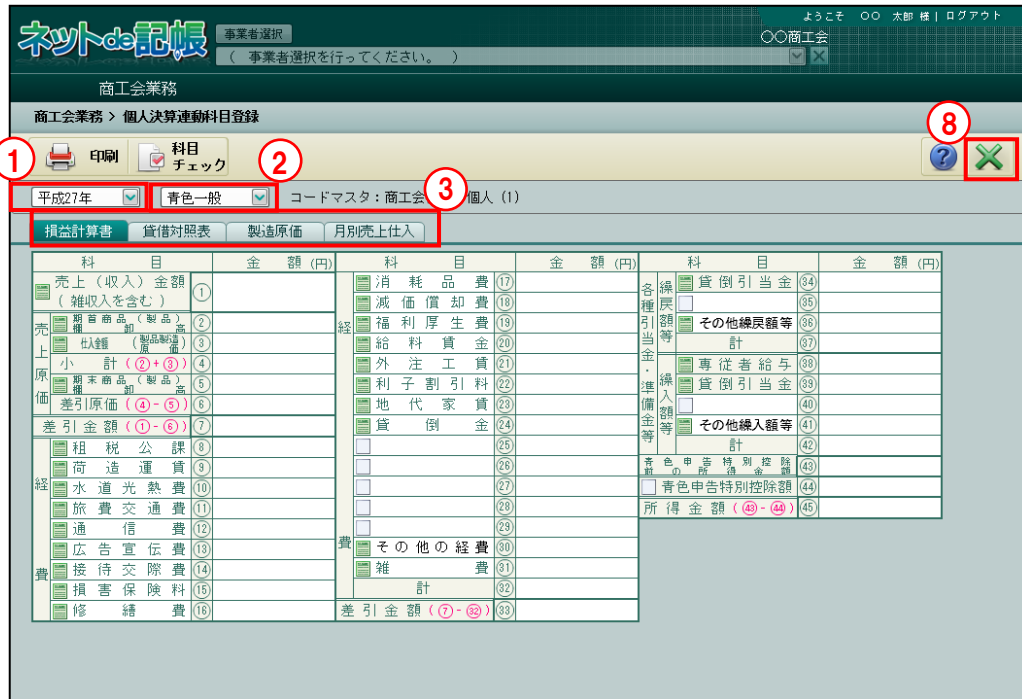 ようこそ 〇〇 太郎 様 | ログアウト
ネットde記帳
事業者選択
〇〇商工会
( 事業者選択を行ってください。 )
商工会業務
商工会業務 > 個人決算連動科目登録
8
1
印刷
科目
チェック
2
?
平成27年
青色一般
コードマスタ:商工会
3
個人 (1)
損益計算書
貸借対照表
製造原価
月別売上仕入
科 目
金 額 (円)
売上(収入)金額
(雑収入を含む)
①
売上原価
期首商品(製品)
棚卸高
②
仕入金額 (製品製造原価)
③
小 計 (②+③)
④
期末商品(製品)
棚卸高
⑤
差引原価 (④-⑤)
⑥
差引金額 (①-⑥)
⑦
経費
租税公課
⑧
荷造運賃
⑨
水道光熱費
⑩
旅費交通費
⑪
通信費
⑫
広告宣伝費
⑬
接待交際費
⑭
損害保険料
⑮
修繕費
⑯
科 目
金 額 (円)
経費
消耗品費
⑰
減価償却費
⑱
福利厚生費
⑲
給料賃金
⑳
外注工賃
㉑
利子割引料
㉒
地代家賃
㉓
貸倒金
㉔
㉕
㉖
㉗
㉘
㉙
その他の経費
㉚
雑費
㉛
計
㉜
差引金額 (⑦-㉜)
㉝
科 目
金 額 (円)
各種引当金・準備金等
繰戻額等
貸倒引当金
㉞
㉟
その他繰戻額等
㊱
計
㊲
繰入額等
専従者給与
㊳
貸倒引当金
㊴
㊵
その他繰入額等
㊶
計
㊷
青色申告特別控除
前の所得金額
㊸
青色申告特別控除額
㊹
所得金額 (㊸-㊹)
㊺